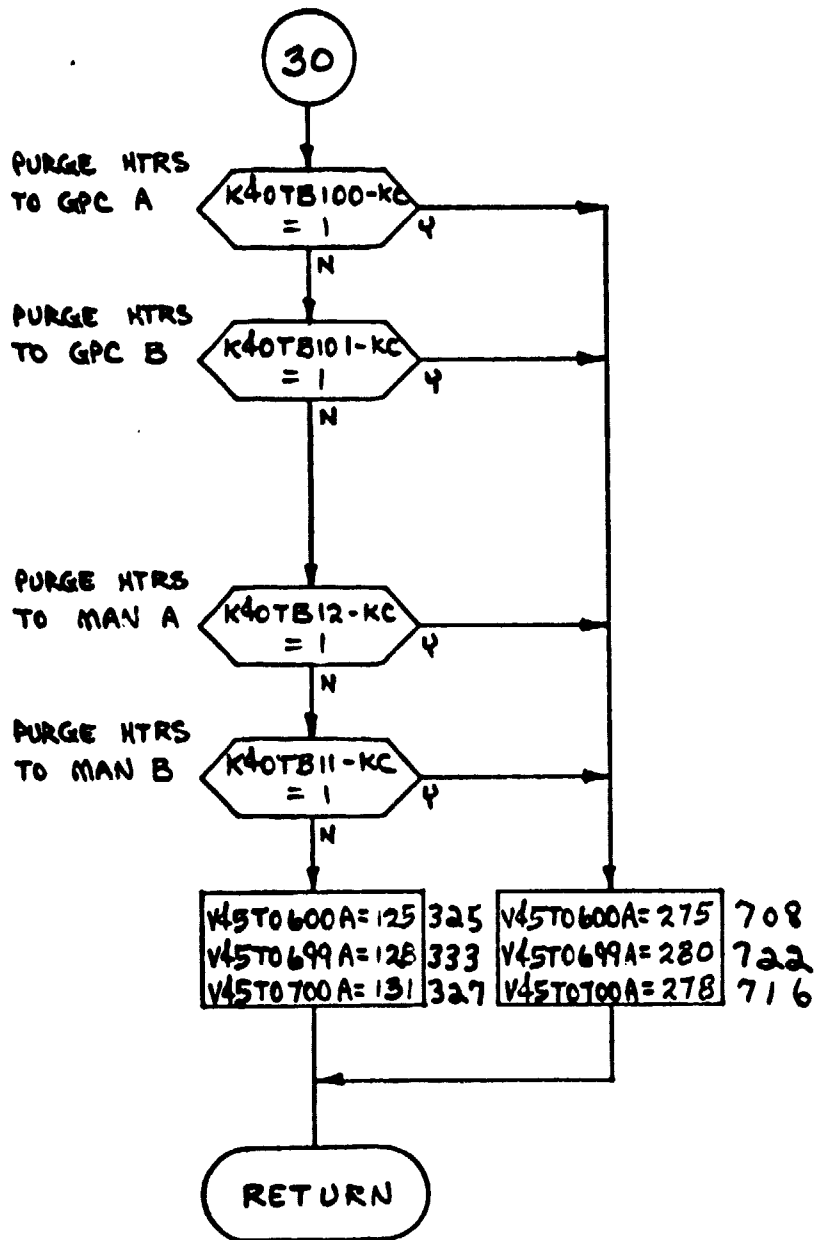 30
PURGE HTRS
TO GPC A
K40TB100-KC
= 1
Y
N
PURGE HTRS
TO GPC B
K40TB101-KC
= 1
Y
N
PURGE HTRS
TO MAN A
K40TB12-KC
= 1
Y
N
PURGE HTRS
TO MAN B
K40TB11-KC
= 1
Y
N
V45T0600A=125 325
V45T0699A=128 333
V45T0700A=131 327
V45T0600A=275 708
V45T0699A=280 722
V45T0700A=278 716
RETURN